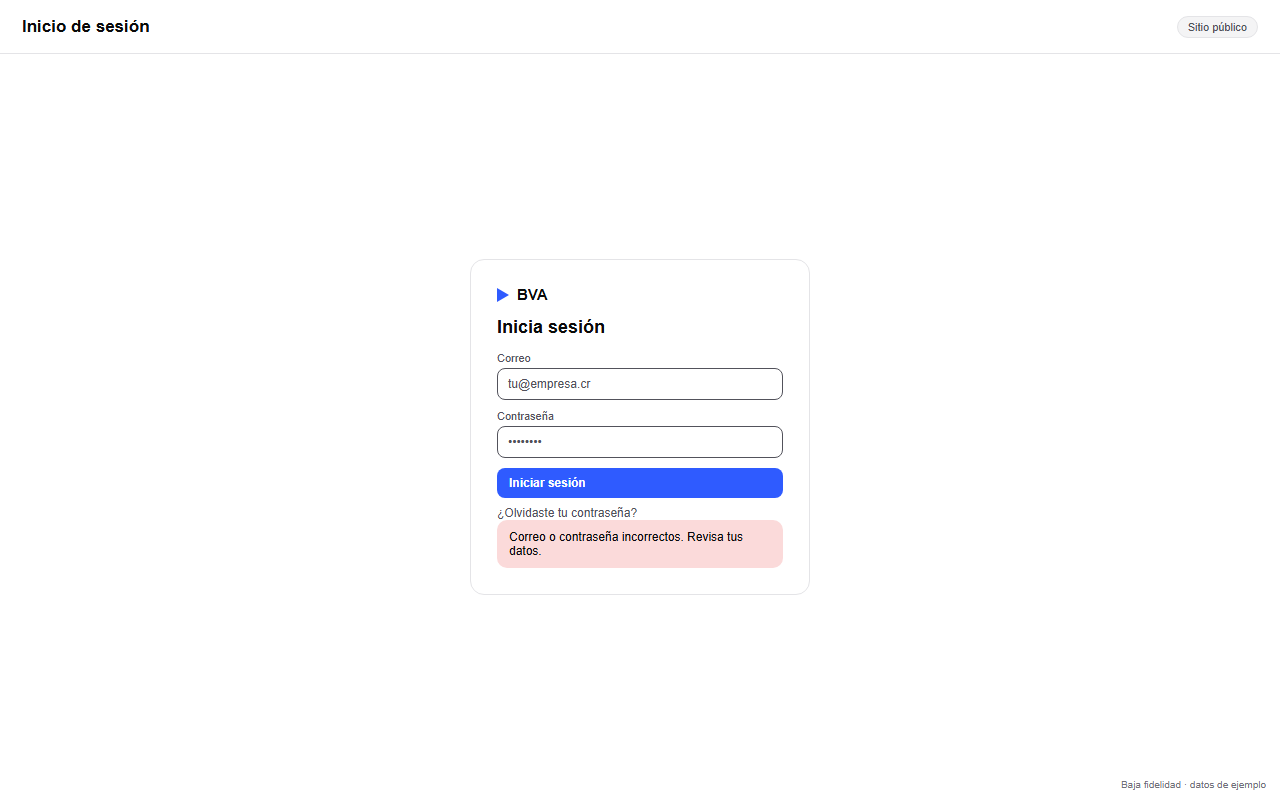 Inicio de sesión
Sitio público
BVA
Inicia sesión
Correo
tu@empresa.cr
Contraseña
••••••••
Iniciar sesión
¿Olvidaste tu contraseña?
Correo o contraseña incorrectos. Revisa tus
datos.
Baja fidelidad · datos de ejemplo